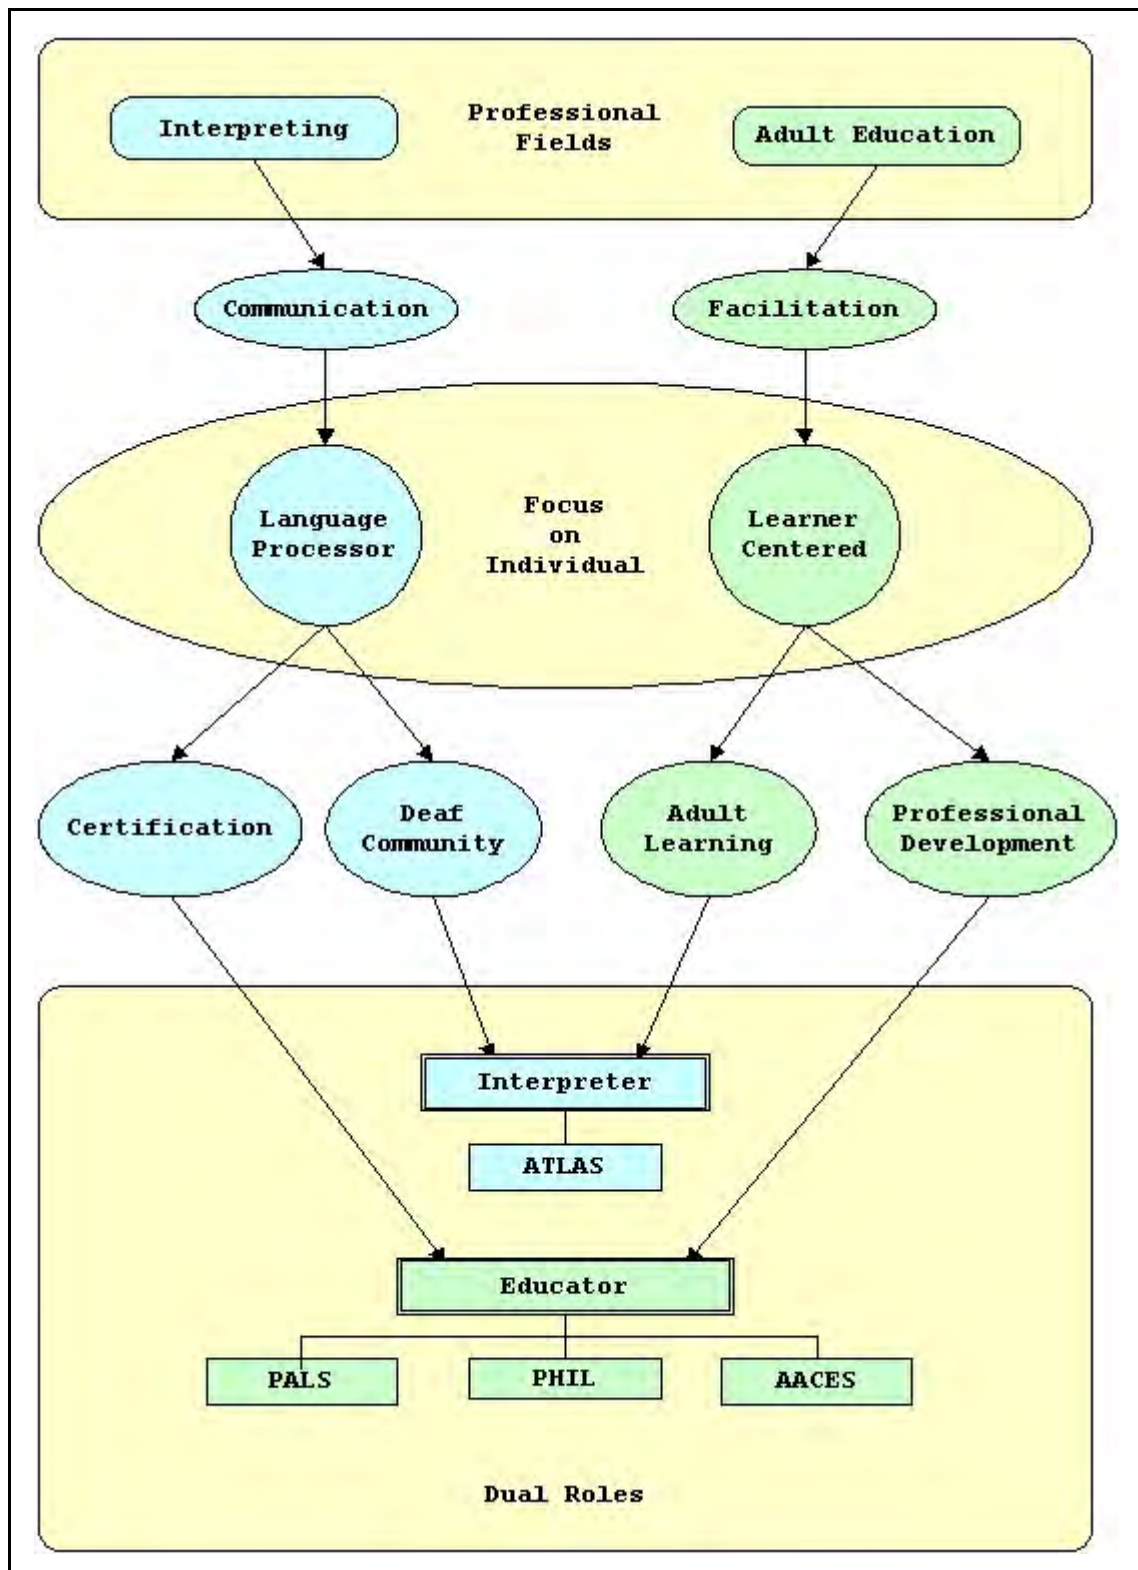 Interpreting
Professional
Fields
Adult Education
Communication
Facilitation
Language
Processor
Focus
on
Individual
Learner
Centered
Certification
Deaf
Community
Adult
Learning
Professional
Development
Interpreter
ATLAS
Educator
PALS
PHIL
AACES
Dual Roles